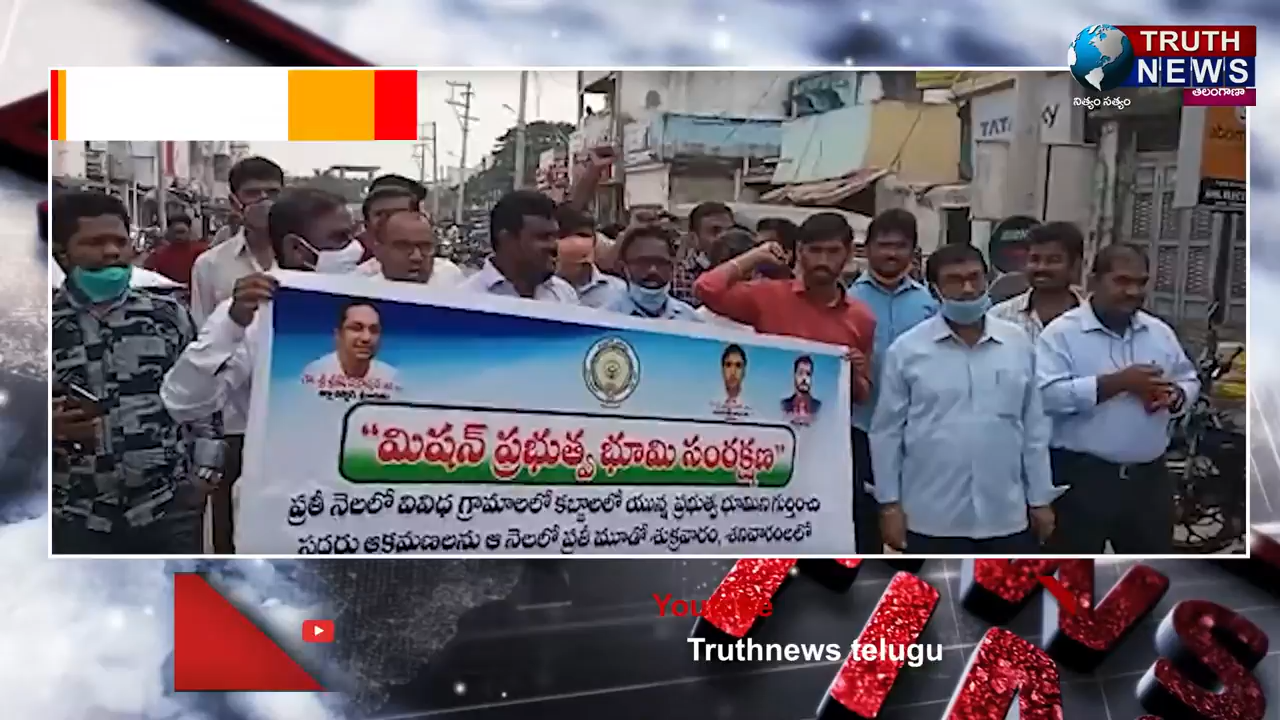 TRUTH
NEWS
తెలంగాణా
నిత్యం సత్యం
TATA
"మిషన్ ప్రభుత్వ భూమి సంరక్షణ"
ప్రతీ నెలలో వివిధ గ్రామాలలో కబ్జాలలో యున్న ప్రభుత్వ భూమిని గుర్తించి
సదరు ఆక్రమణలను ఆ నెలలో ప్రతీ మూడో శుక్రవారం, శనివారంలలో
Truthnews telugu